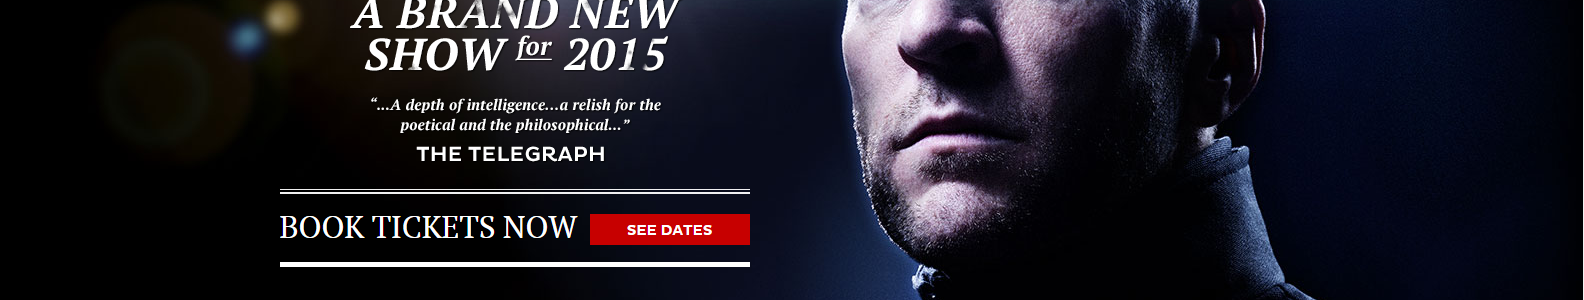 A BRAND NEW
SHOW for 2015
“...A depth of intelligence...a relish for the
poetical and the philosophical...”
THE TELEGRAPH
BOOK TICKETS NOW
SEE DATES